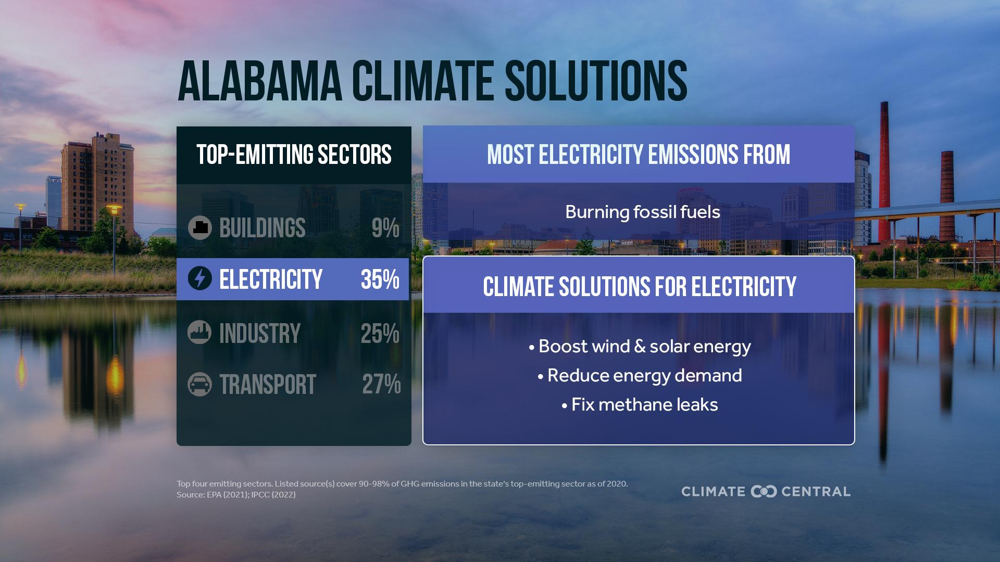 ALABAMA CLIMATE SOLUTIONS
TOP-EMITTING SECTORS
BUILDINGS 9%
ELECTRICITY 35%
INDUSTRY 25%
TRANSPORT 27%
MOST ELECTRICITY EMISSIONS FROM
Burning fossil fuels
CLIMATE SOLUTIONS FOR ELECTRICITY
• Boost wind & solar energy
• Reduce energy demand
• Fix methane leaks
Top four emitting sectors. Listed source(s) cover 90-98% of GHG emissions in the state's top-emitting sector as of 2020.
Source: EPA (2021); IPCC (2022)
CLIMATE CENTRAL